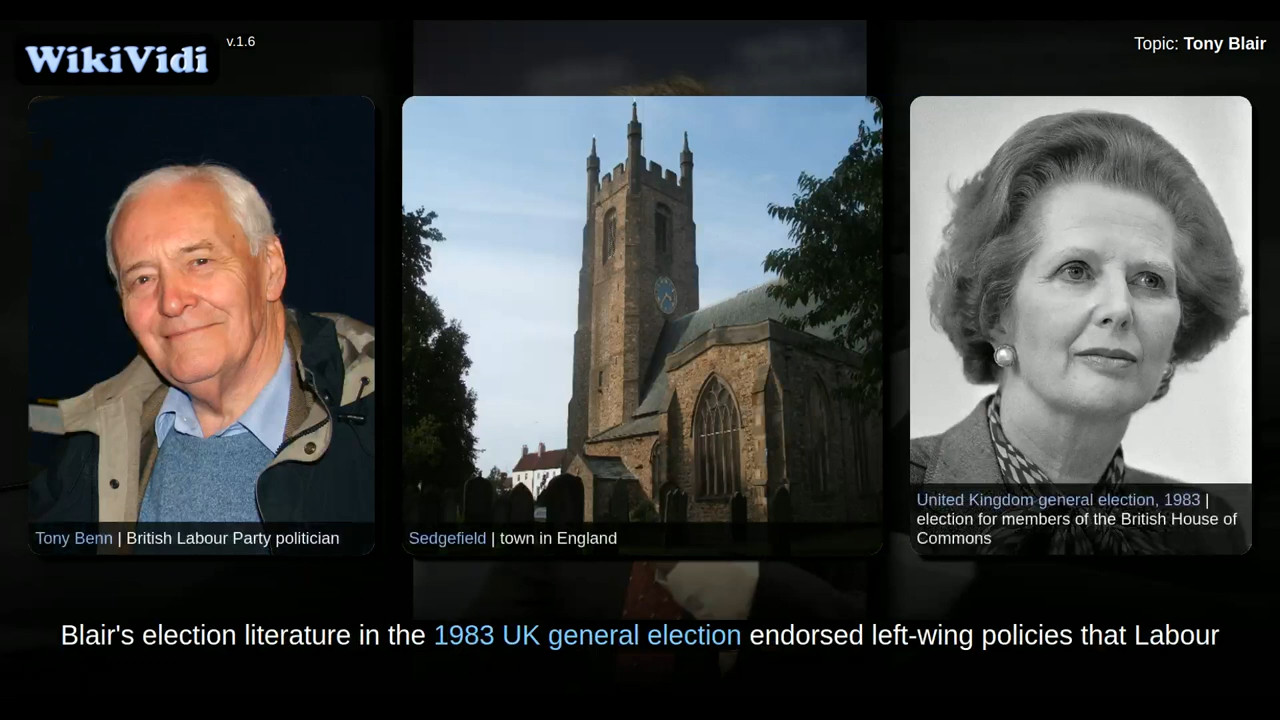 WikiVidi
v.1.6
Topic: Tony Blair
Tony Benn | British Labour Party politician
Sedgefield | town in England
United Kingdom general election, 1983 |
election for members of the British House of
Commons
Blair's election literature in the 1983 UK general election endorsed left-wing policies that Labour